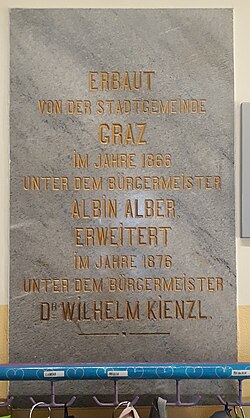 ERBAUT
VON DER STADTGEMEINDE
GRAZ
IM JAHRE 1866
UNTER DEM BÜRGERMEISTER
ALBIN ALBER,
ERWEITERT
IM JAHRE 1876
UNTER DEM BÜRGERMEISTER
DR WILHELM KIENZL.